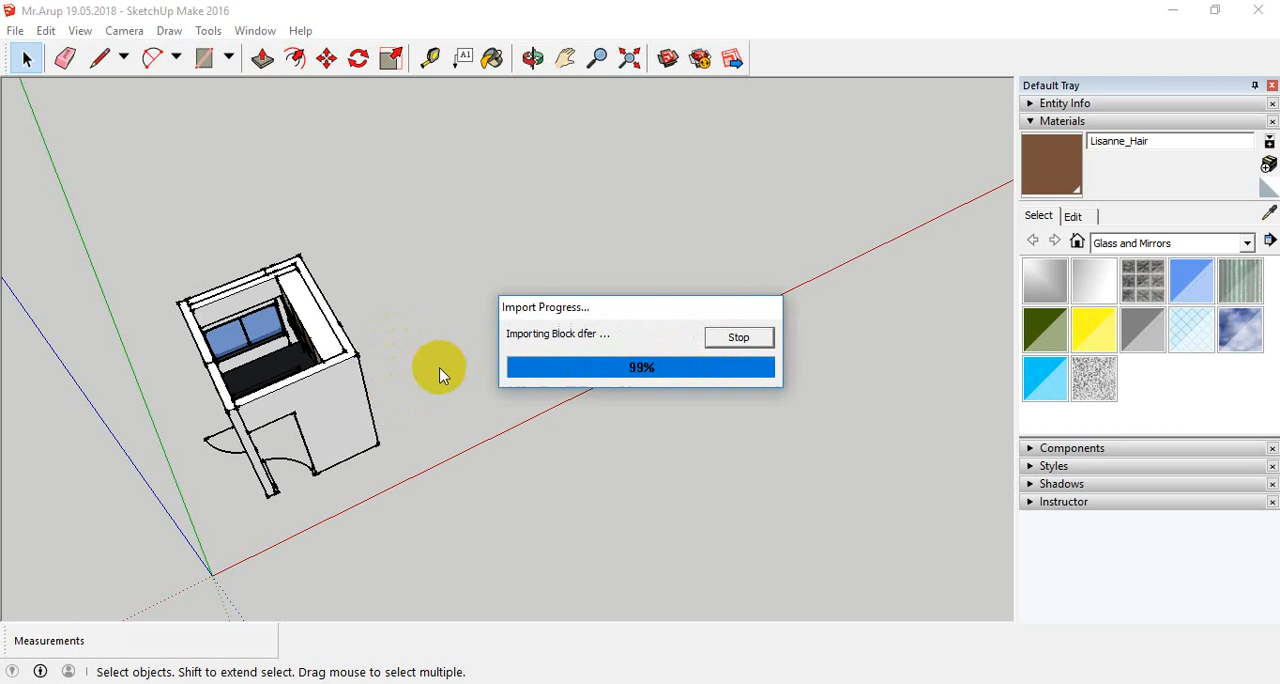 Mr.Arup 19.05.2018 - SketchUp Make 2016
File Edit View Camera Draw Tools Window Help
A1
Default Tray
Entity Info
Materials
Lisanne_Hair
Select Edit
Glass and Mirrors
Import Progress...
Importing Block dfer ...
Stop
99%
Components
Styles
Shadows
Instructor
Measurements
Select objects. Shift to extend select. Drag mouse to select multiple.